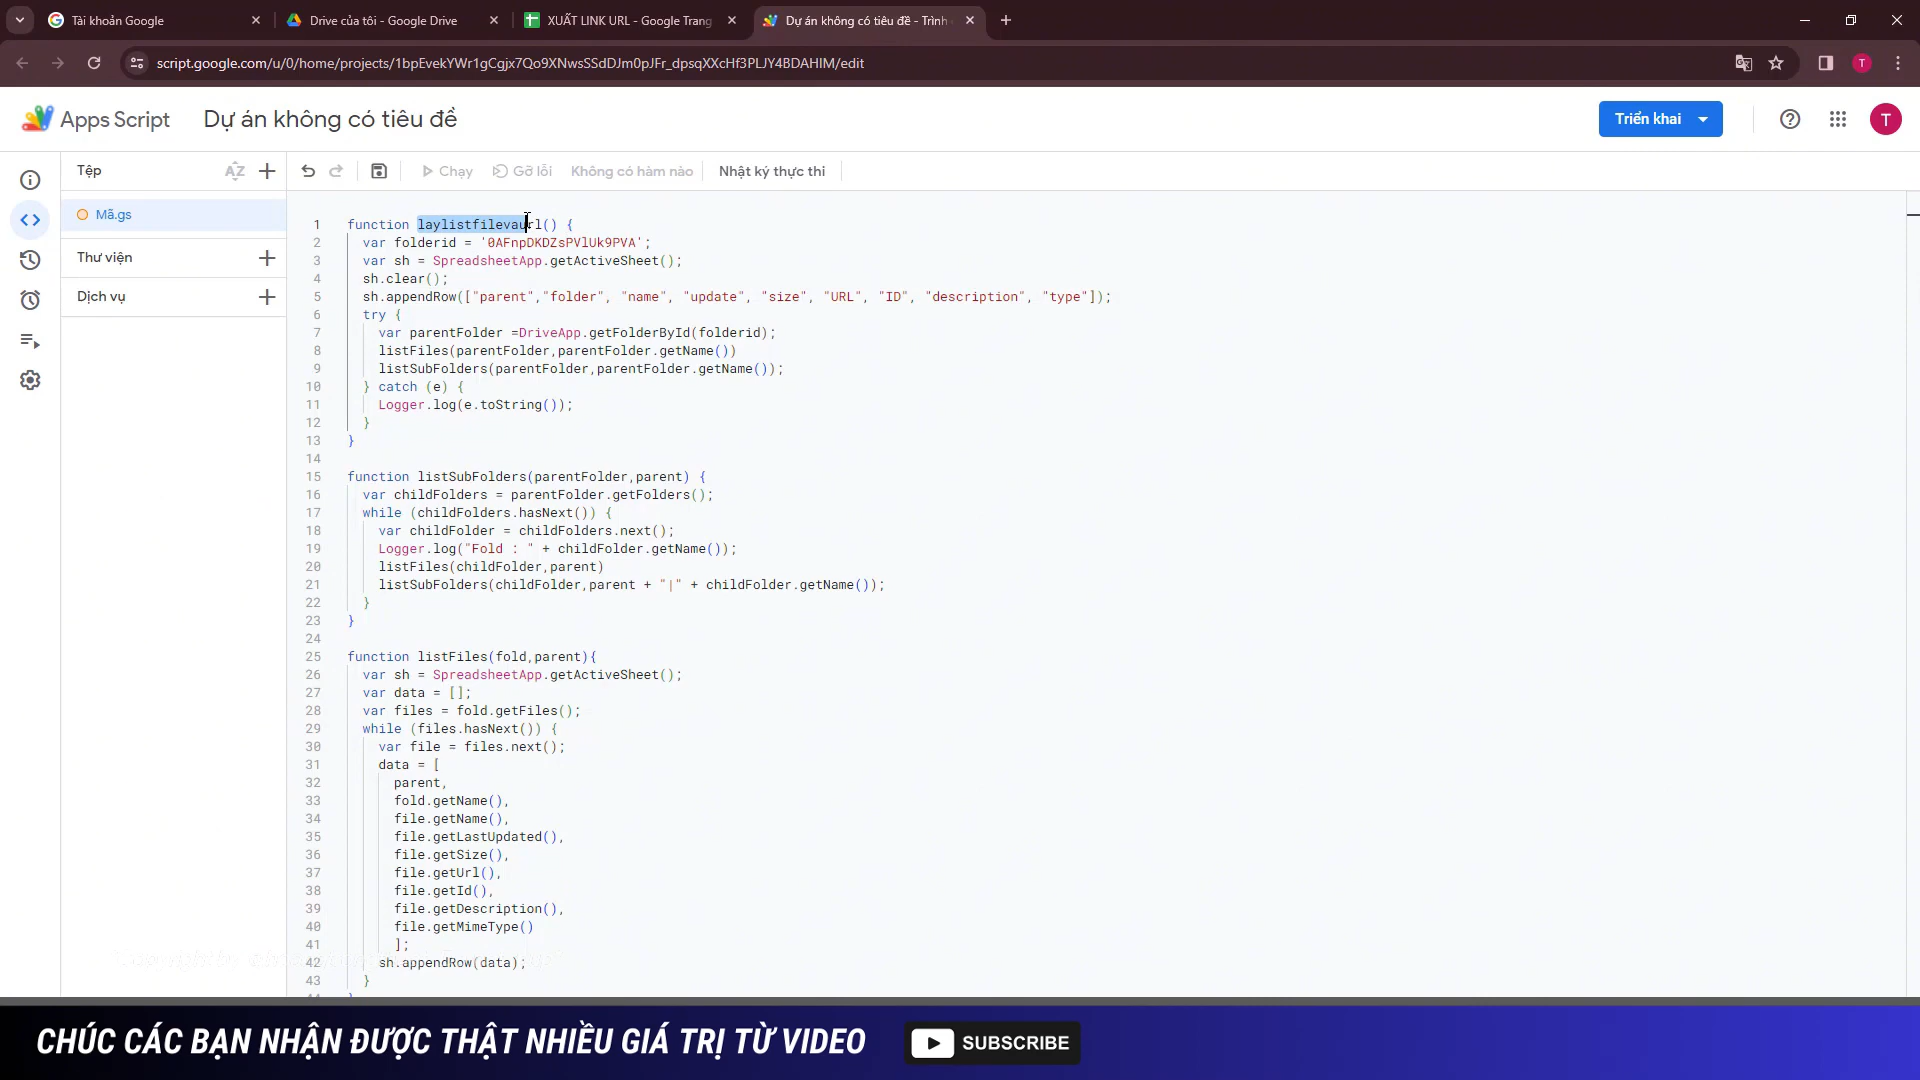 Tài khoản Google
Drive của tôi - Google Drive
XUẤT LINK URL - Google Trang
Dự án không có tiêu đề - Trình
script.google.com/u/0/home/projects/1bpEvekYWr1gCgjx7Qo9XNwsSSdDJm0pJFr_dpsqXXcHf3PLJY4BDAHIM/edit
T
Apps Script
Dự án không có tiêu đề
Triển khai
T
Tệp
AZ
Chạy
Gỡ lỗi
Không có hàm nào
Nhật ký thực thi
Mã.gs
Thư viện
Dịch vụ
1 function laylistfilevaurl() {
2 var folderid = '0AFnpDKDZsPVlUk9PVA';
3 var sh = SpreadsheetApp.getActiveSheet();
4 sh.clear();
5 sh.appendRow(["parent","folder", "name", "update", "size", "URL", "ID", "description", "type"]);
6 try {
7 var parentFolder =DriveApp.getFolderById(folderid);
8 listFiles(parentFolder,parentFolder.getName())
9 listSubFolders(parentFolder,parentFolder.getName());
10 } catch (e) {
11 Logger.log(e.toString());
12 }
13 }
14
15 function listSubFolders(parentFolder,parent) {
16 var childFolders = parentFolder.getFolders();
17 while (childFolders.hasNext()) {
18 var childFolder = childFolders.next();
19 Logger.log("Fold : " + childFolder.getName());
20 listFiles(childFolder,parent)
21 listSubFolders(childFolder,parent + "|" + childFolder.getName());
22 }
23 }
24
25 function listFiles(fold,parent){
26 var sh = SpreadsheetApp.getActiveSheet();
27 var data = [];
28 var files = fold.getFiles();
29 while (files.hasNext()) {
30 var file = files.next();
31 data = [
32 parent,
33 fold.getName(),
34 file.getName(),
35 file.getLastUpdated(),
36 file.getSize(),
37 file.getUrl(),
38 file.getId(),
39 file.getDescription(),
40 file.getMimeType()
41 ];
42 sh.appendRow(data);
43 }
CHÚC CÁC BẠN NHẬN ĐƯỢC THẬT NHIỀU GIÁ TRỊ TỪ VIDEO
SUBSCRIBE